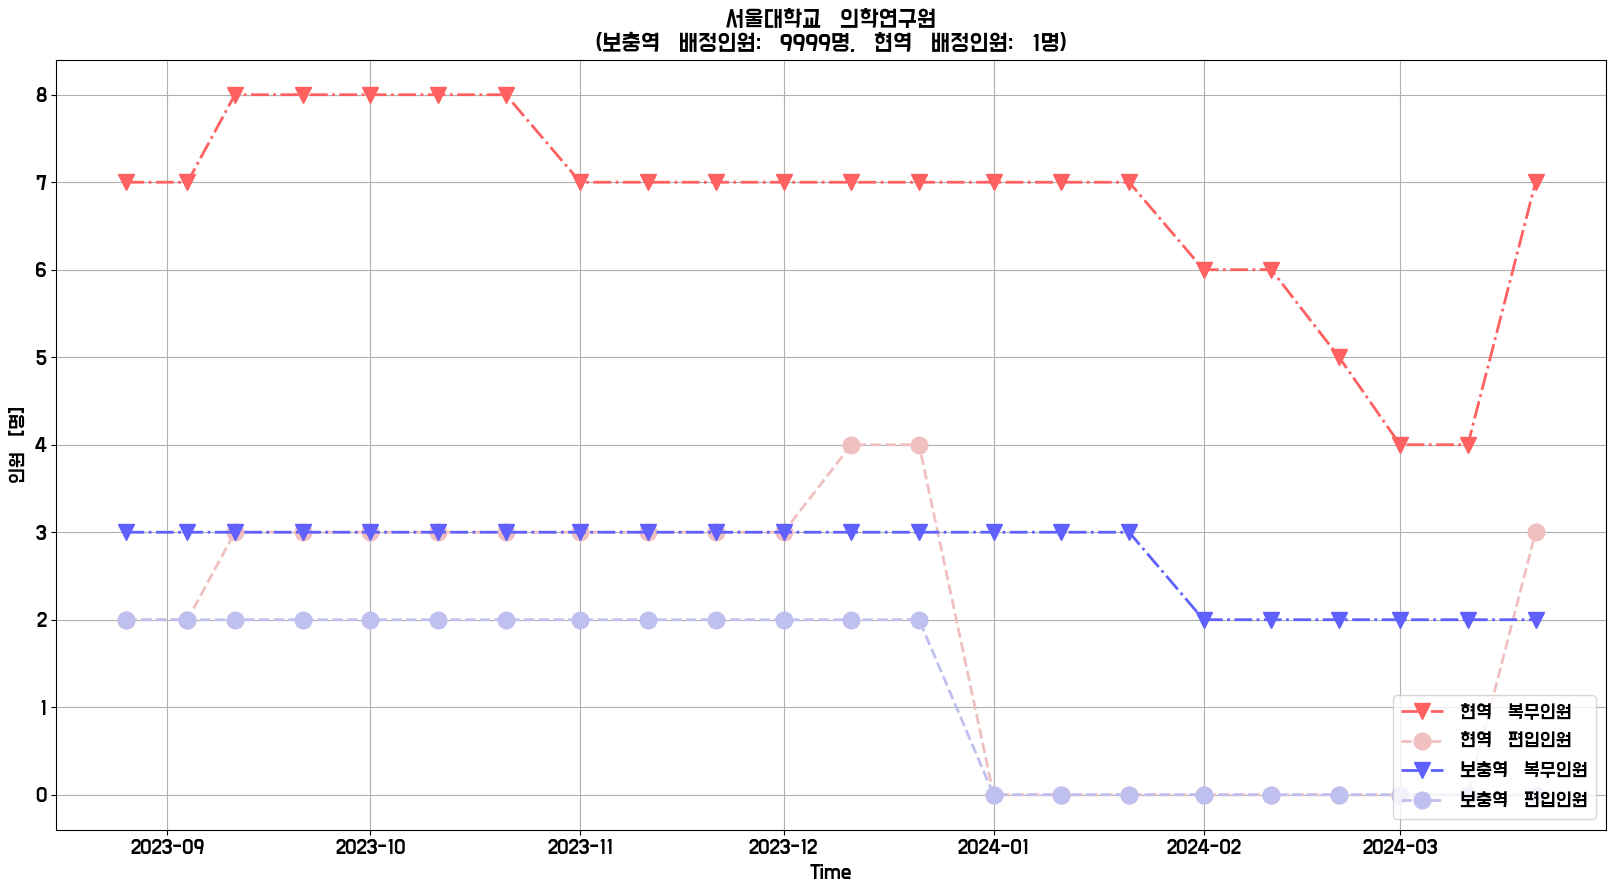 서울대학교 의학연구원
(보충역 배정인원: 9999명, 현역 배정인원: 1명)
8
7
6
5
4
3
2
1
0
인원 [명]
2023-09
2023-10
2023-11
2023-12
2024-01
2024-02
2024-03
Time
현역 복무인원
현역 편입인원
보충역 복무인원
보충역 편입인원